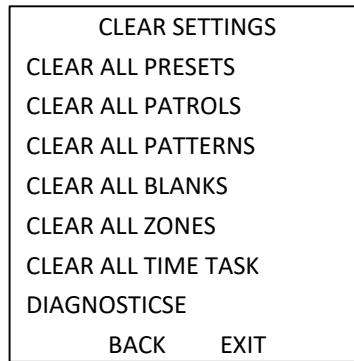 CLEAR SETTINGS
CLEAR ALL PRESETS
CLEAR ALL PATROLS
CLEAR ALL PATTERNS
CLEAR ALL BLANKS
CLEAR ALL ZONES
CLEAR ALL TIME TASK
DIAGNOSTICSE
BACK EXIT